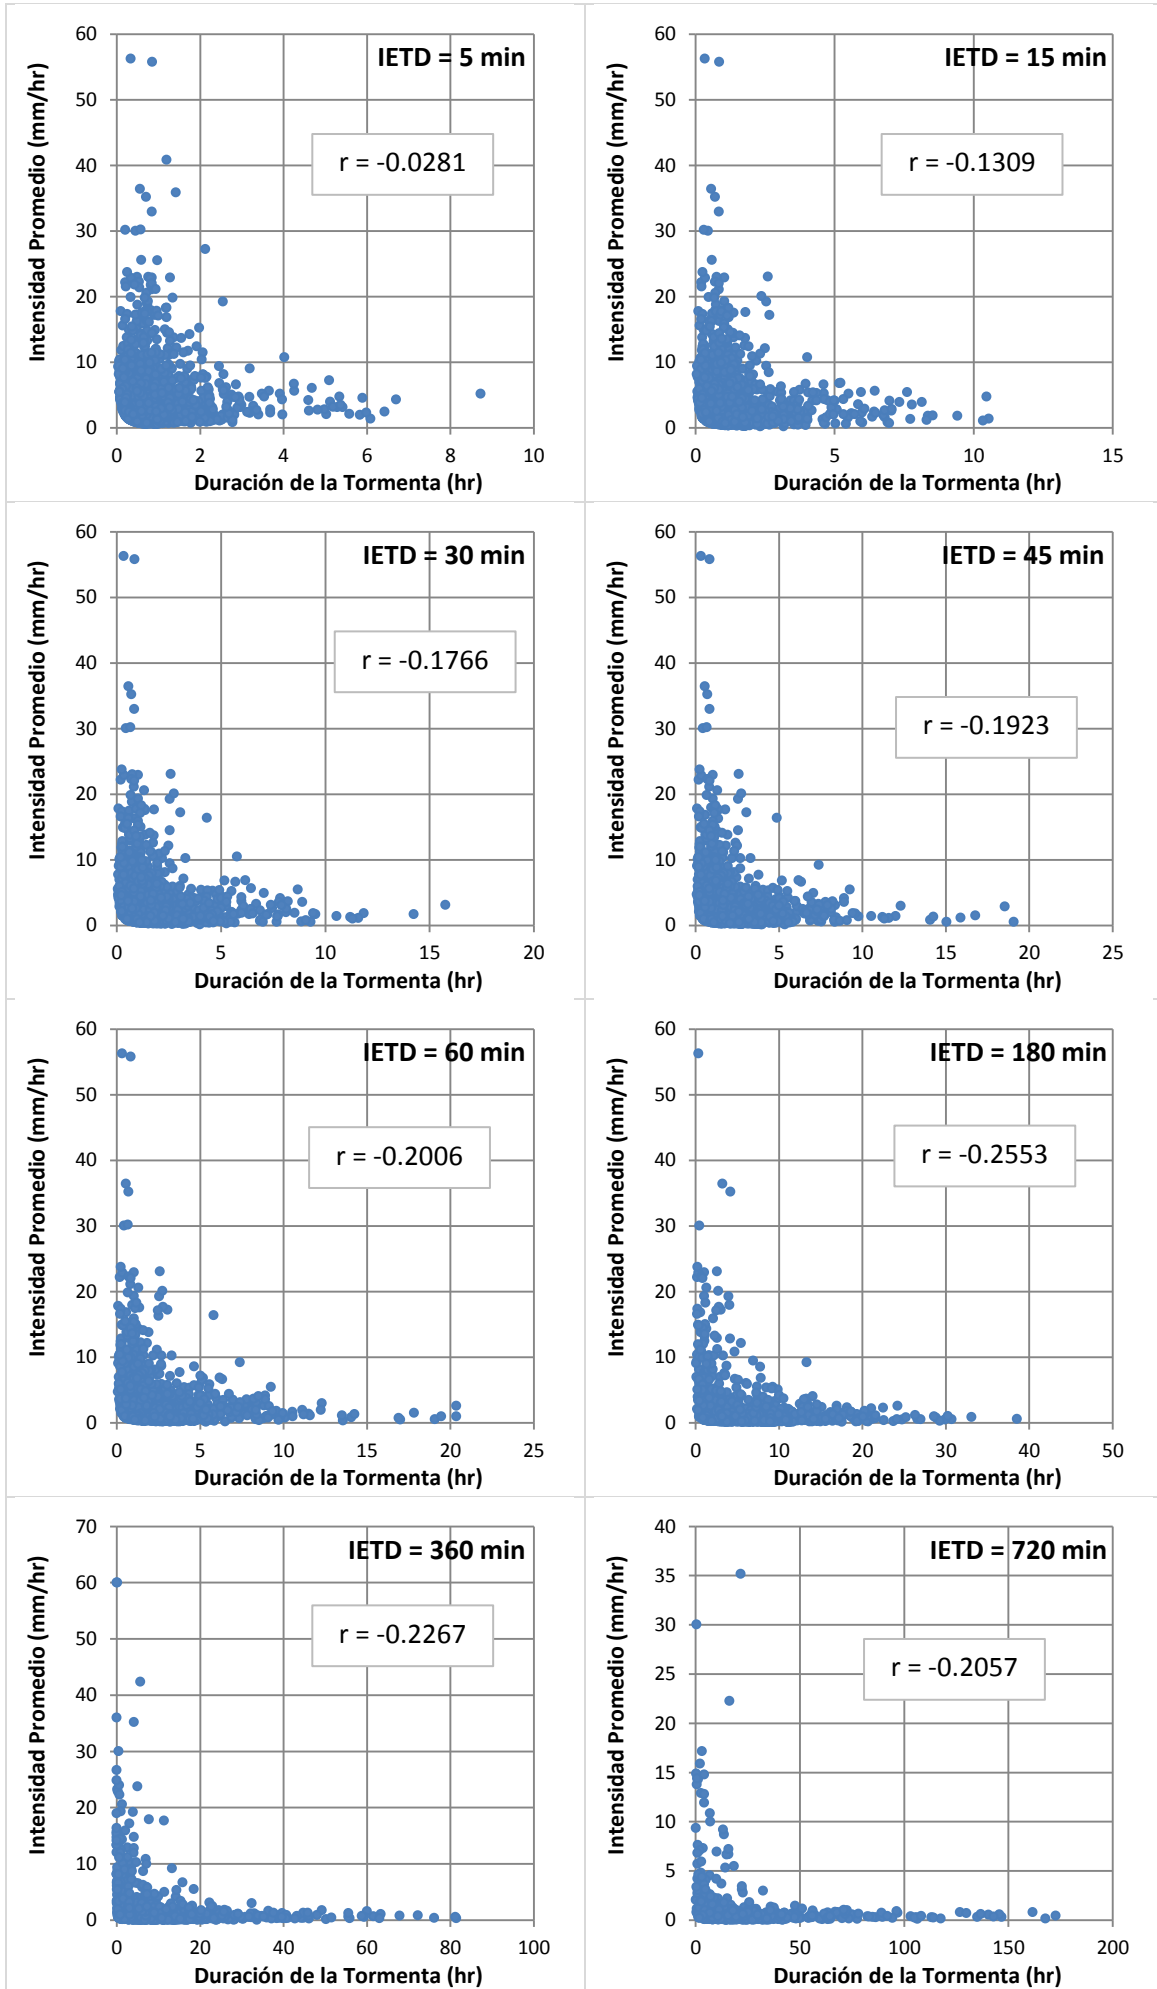 IETD = 5 min
r = -0.0281
Intensidad Promedio (mm/hr)
60
50
40
30
20
10
0
0 2 4 6 8 10
Duración de la Tormenta (hr)
IETD = 15 min
r = -0.1309
Intensidad Promedio (mm/hr)
60
50
40
30
20
10
0
0 5 10 15
Duración de la Tormenta (hr)
IETD = 30 min
r = -0.1766
Intensidad Promedio (mm/hr)
60
50
40
30
20
10
0
0 5 10 15 20
Duración de la Tormenta (hr)
IETD = 45 min
r = -0.1923
Intensidad Promedio (mm/hr)
60
50
40
30
20
10
0
0 5 10 15 20 25
Duración de la Tormenta (hr)
IETD = 60 min
r = -0.2006
Intensidad Promedio (mm/hr)
60
50
40
30
20
10
0
0 5 10 15 20 25
Duración de la Tormenta (hr)
IETD = 180 min
r = -0.2553
Intensidad Promedio (mm/hr)
60
50
40
30
20
10
0
0 10 20 30 40 50
Duración de la Tormenta (hr)
IETD = 360 min
r = -0.2267
Intensidad Promedio (mm/hr)
70
60
50
40
30
20
10
0
0 20 40 60 80 100
Duración de la Tormenta (hr)
IETD = 720 min
r = -0.2057
Intensidad Promedio (mm/hr)
40
35
30
25
20
15
10
5
0
0 50 100 150 200
Duración de la Tormenta (hr)